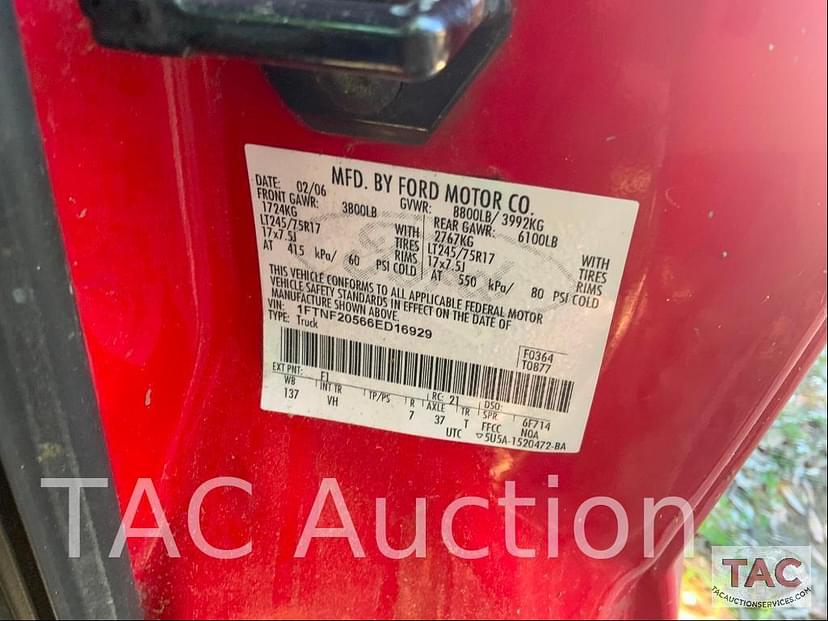 MFD. BY FORD MOTOR CO.
DATE: 02/06 GVWR: 8800LB/ 3992KG
FRONT GAWR: 3800LB REAR GAWR: 6100LB
1724KG WITH 2767KG WITH
LT245/75R17 TIRES LT245/75R17 TIRES
17x7.5J RIMS 17x7.5J RIMS
AT 415 kPa/ 60 PSI COLD AT 550 kPa/ 80 PSI COLD
THIS VEHICLE CONFORMS TO ALL APPLICABLE FEDERAL MOTOR
VEHICLE SAFETY STANDARDS IN EFFECT ON THE DATE OF
MANUFACTURE SHOWN ABOVE.
VIN: 1FTNF20566ED16929
TYPE: Truck
F0364
T0877
EXT PNT: F1 RC: 21 DSO:
WB INT TR TP/PS R AXLE TR SPR 6F714
137 VH 7 37 T FFCC NOA
UTC ▽5U5A-1520472-BA
TAC Auction
TAC
TACAUCTIONSERVICES.COM